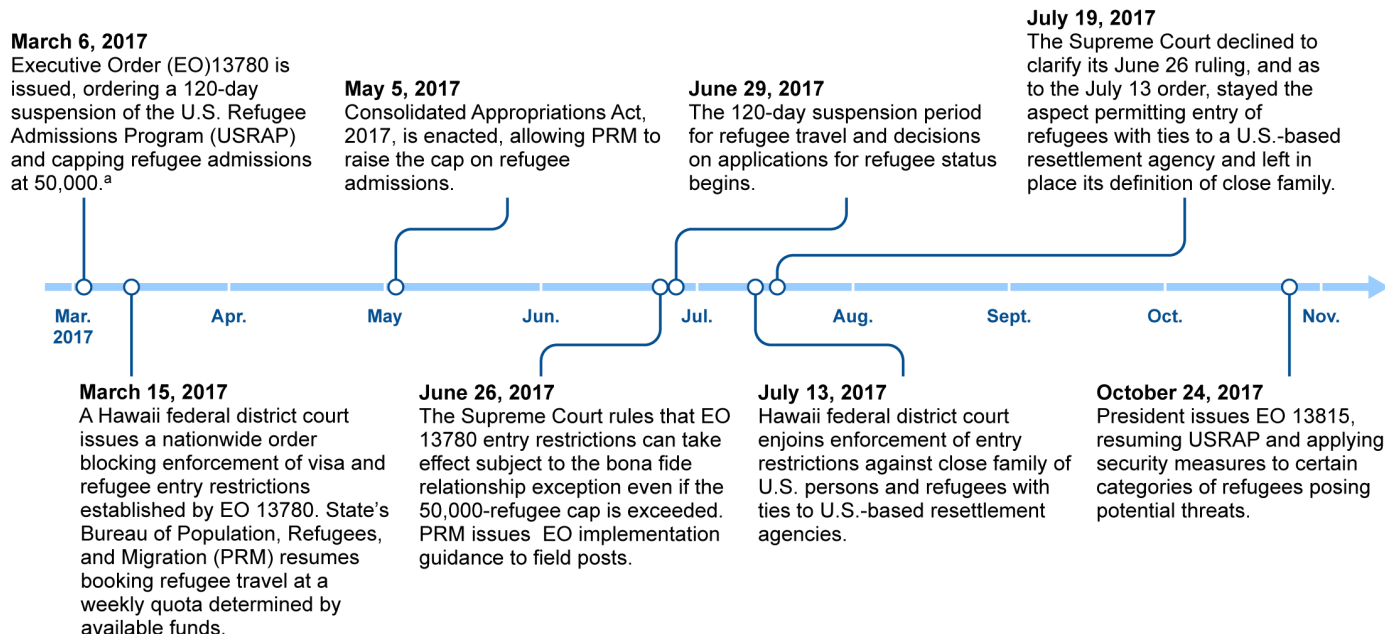 March 6, 2017
Executive Order (EO)13780 is
issued, ordering a 120-day
suspension of the U.S. Refugee
Admissions Program (USRAP)
and capping refugee admissions
at 50,000.a
May 5, 2017
Consolidated Appropriations Act,
2017, is enacted, allowing PRM to
raise the cap on refugee
admissions.
June 29, 2017
The 120-day suspension period
for refugee travel and decisions
on applications for refugee status
begins.
July 19, 2017
The Supreme Court declined to
clarify its June 26 ruling, and as
to the July 13 order, stayed the
aspect permitting entry of
refugees with ties to a U.S.-based
resettlement agency and left in
place its definition of close family.
Mar.
2017
Apr.
May
Jun.
Jul.
Aug.
Sept.
Oct.
Nov.
March 15, 2017
A Hawaii federal district court
issues a nationwide order
blocking enforcement of visa and
refugee entry restrictions
established by EO 13780. State’s
Bureau of Population, Refugees,
and Migration (PRM) resumes
booking refugee travel at a
weekly quota determined by
available funds.
June 26, 2017
The Supreme Court rules that EO
13780 entry restrictions can take
effect subject to the bona fide
relationship exception even if the
50,000-refugee cap is exceeded.
PRM issues EO implementation
guidance to field posts.
July 13, 2017
Hawaii federal district court
enjoins enforcement of entry
restrictions against close family of
U.S. persons and refugees with
ties to U.S.-based resettlement
agencies.
October 24, 2017
President issues EO 13815,
resuming USRAP and applying
security measures to certain
categories of refugees posing
potential threats.